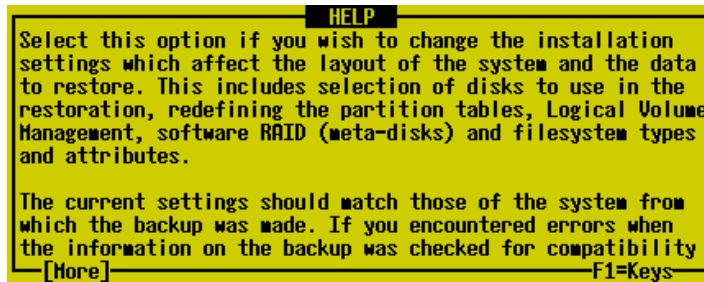 HELP
Select this option if you wish to change the installation
settings which affect the layout of the system and the data
to restore. This includes selection of disks to use in the
restoration, redefining the partition tables, Logical Volume
Management, software RAID (meta-disks) and filesystem types
and attributes.
The current settings should match those of the system from
which the backup was made. If you encountered errors when
the information on the backup was checked for compatibility
[More] F1=Keys